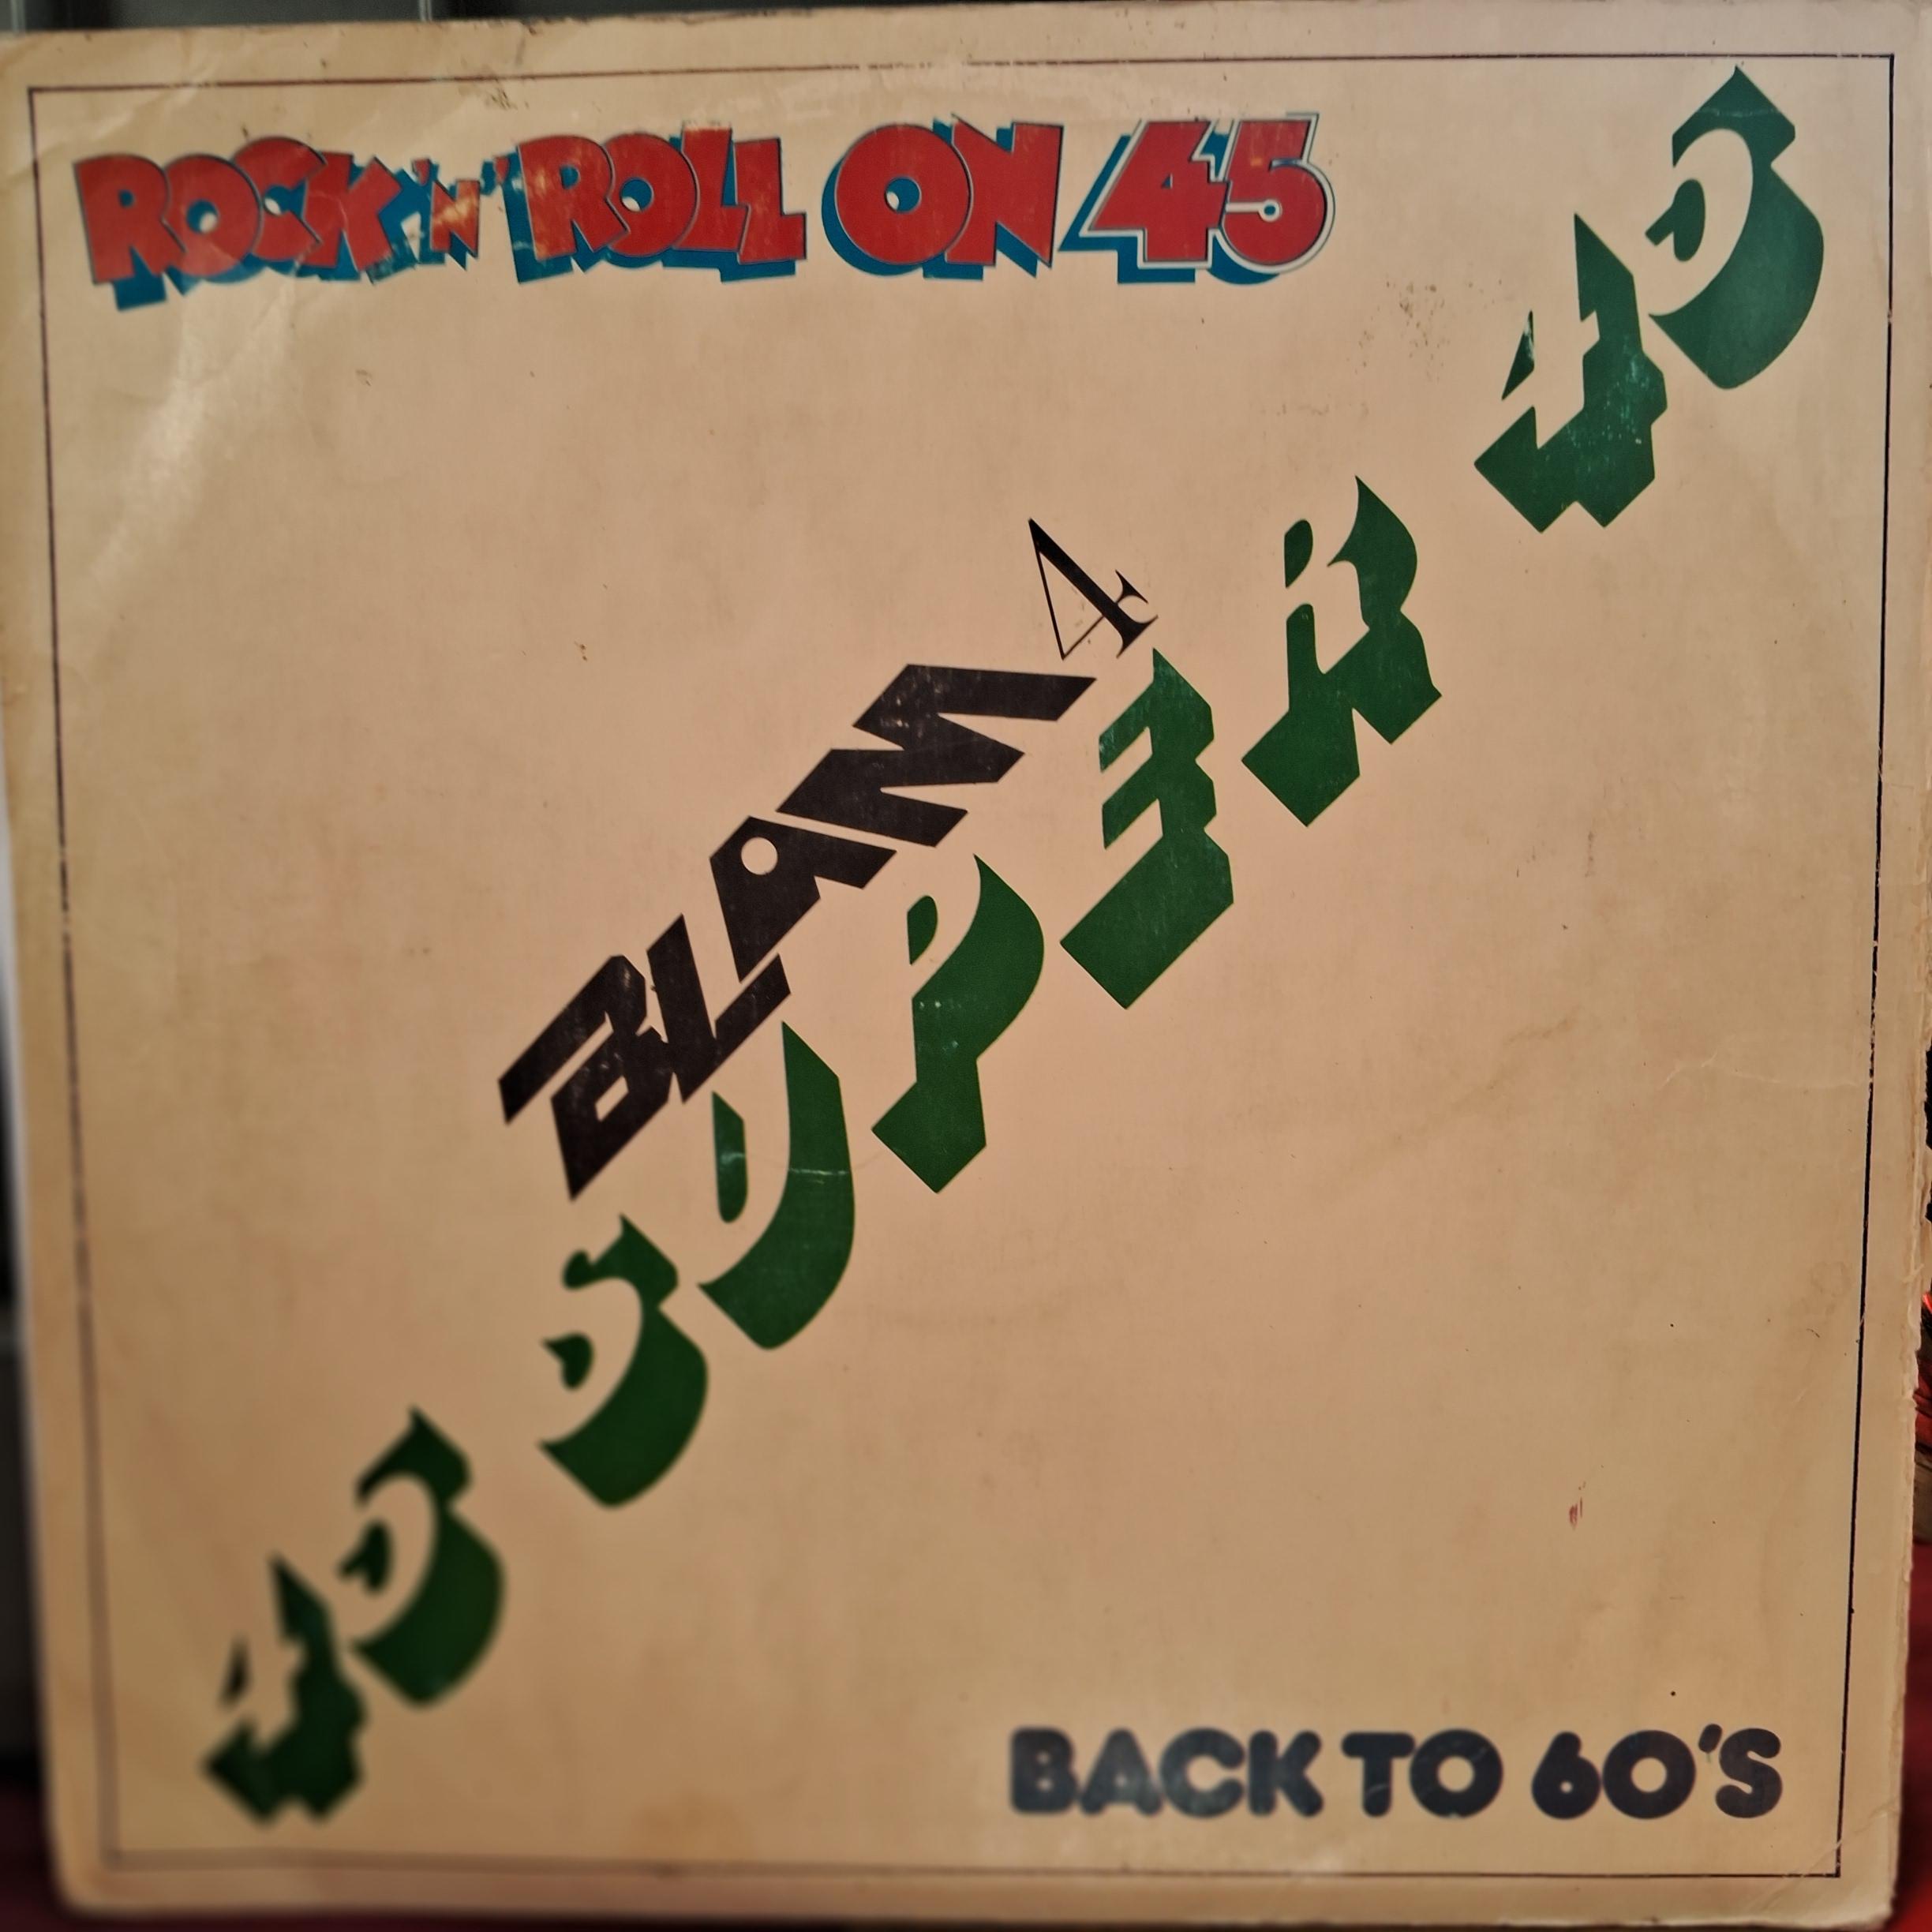 ROCK 'N' ROLL ON 45
BLAM 4
45 SUPER 45
BACK TO 60'S